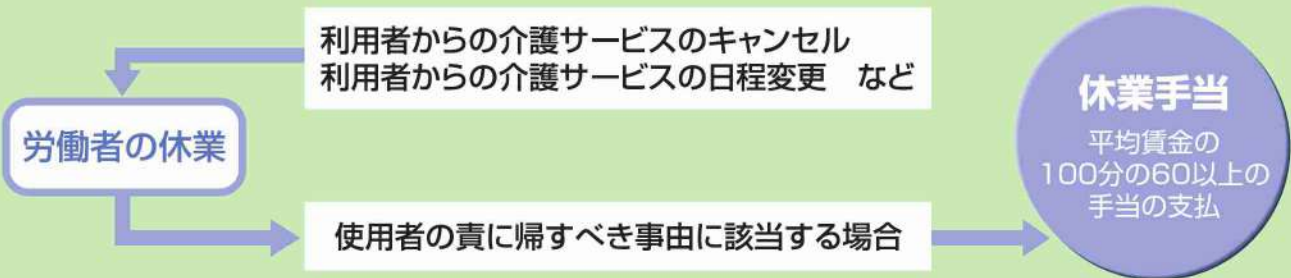 利用者からの介護サービスのキャンセル
利用者からの介護サービスの日程変更　など
労働者の休業
使用者の責に帰すべき事由に該当する場合
休業手当
平均賃金の
100分の60以上の
手当の支払